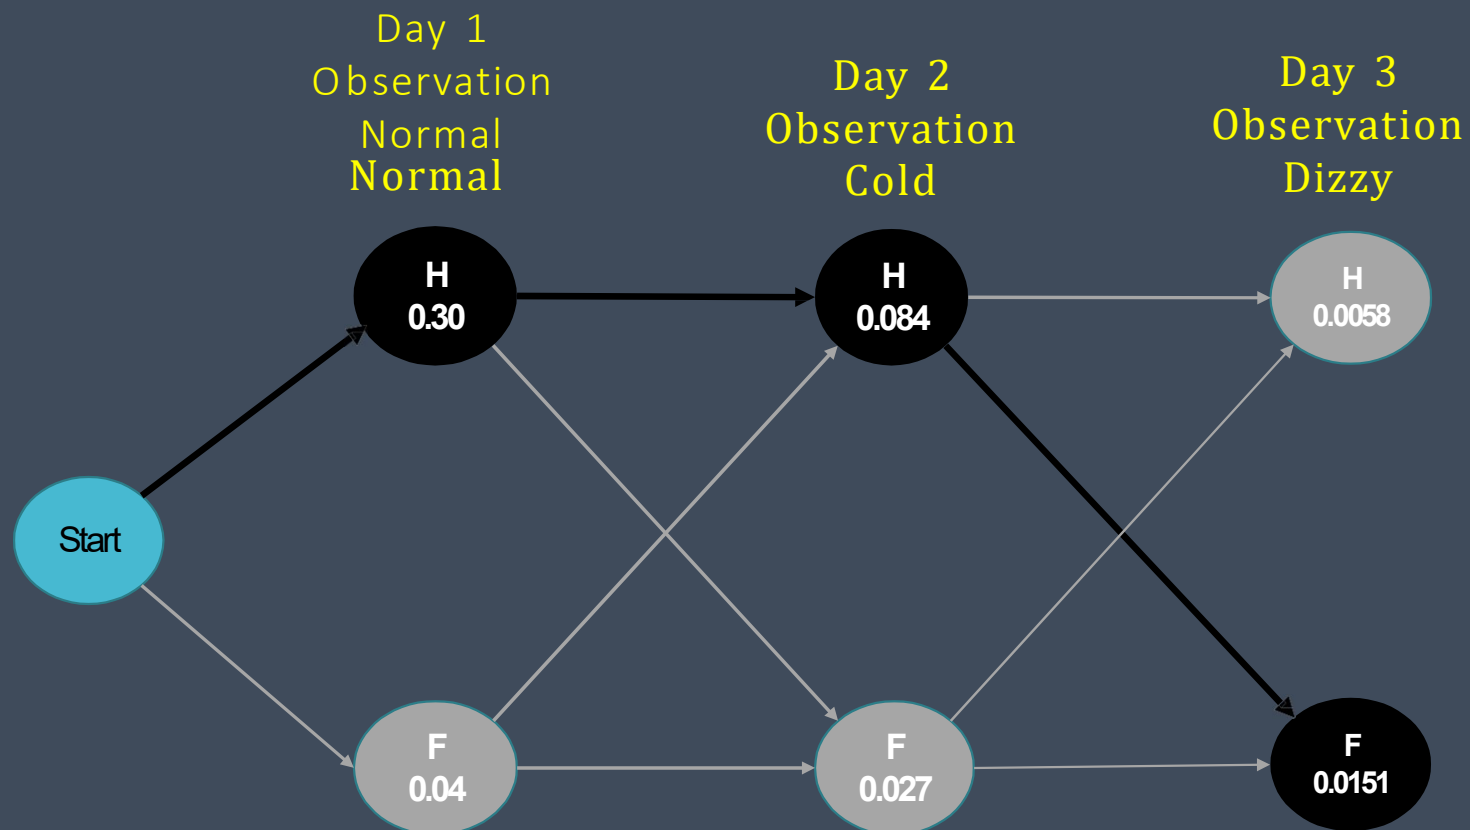 Day 1
Observation
Normal
Normal
Day 2
Observation
Cold
Day 3
Observation
Dizzy
H
0.30
H
0.084
H
0.0058
Start
F
0.04
F
0.027
F
0.0151